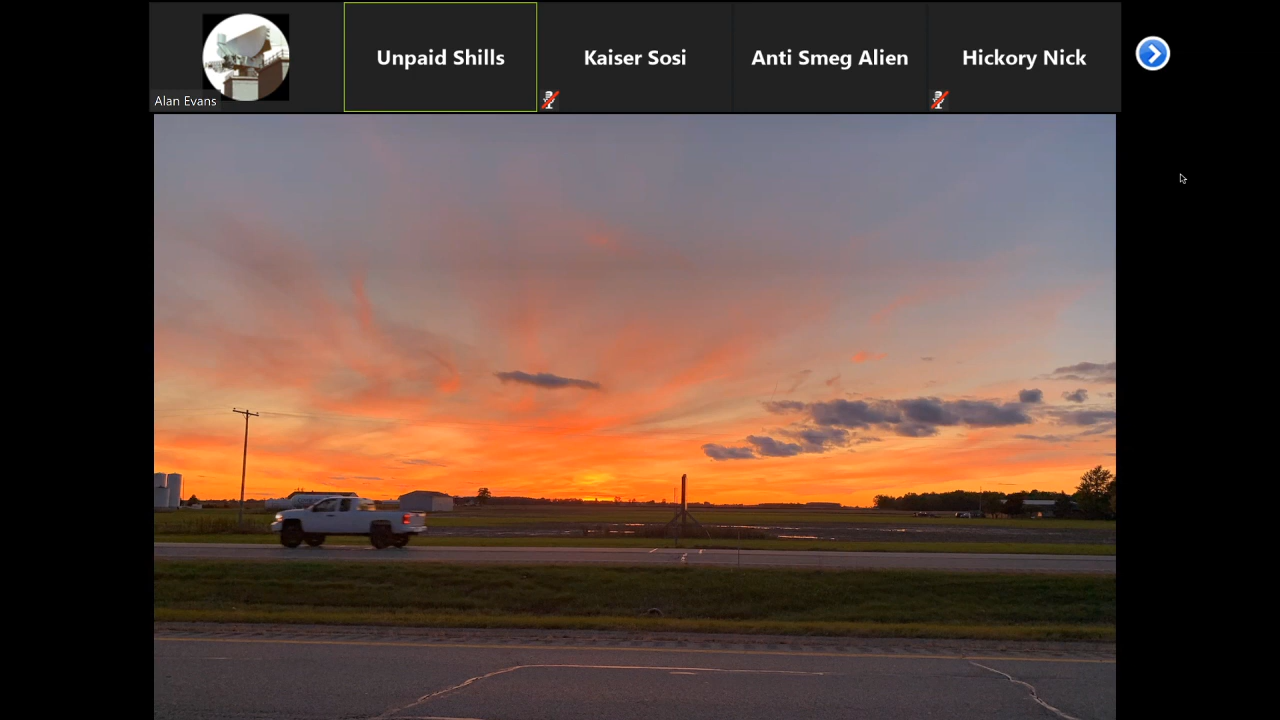 Alan Evans
Unpaid Shills
Kaiser Sosi
Anti Smeg Alien
Hickory Nick